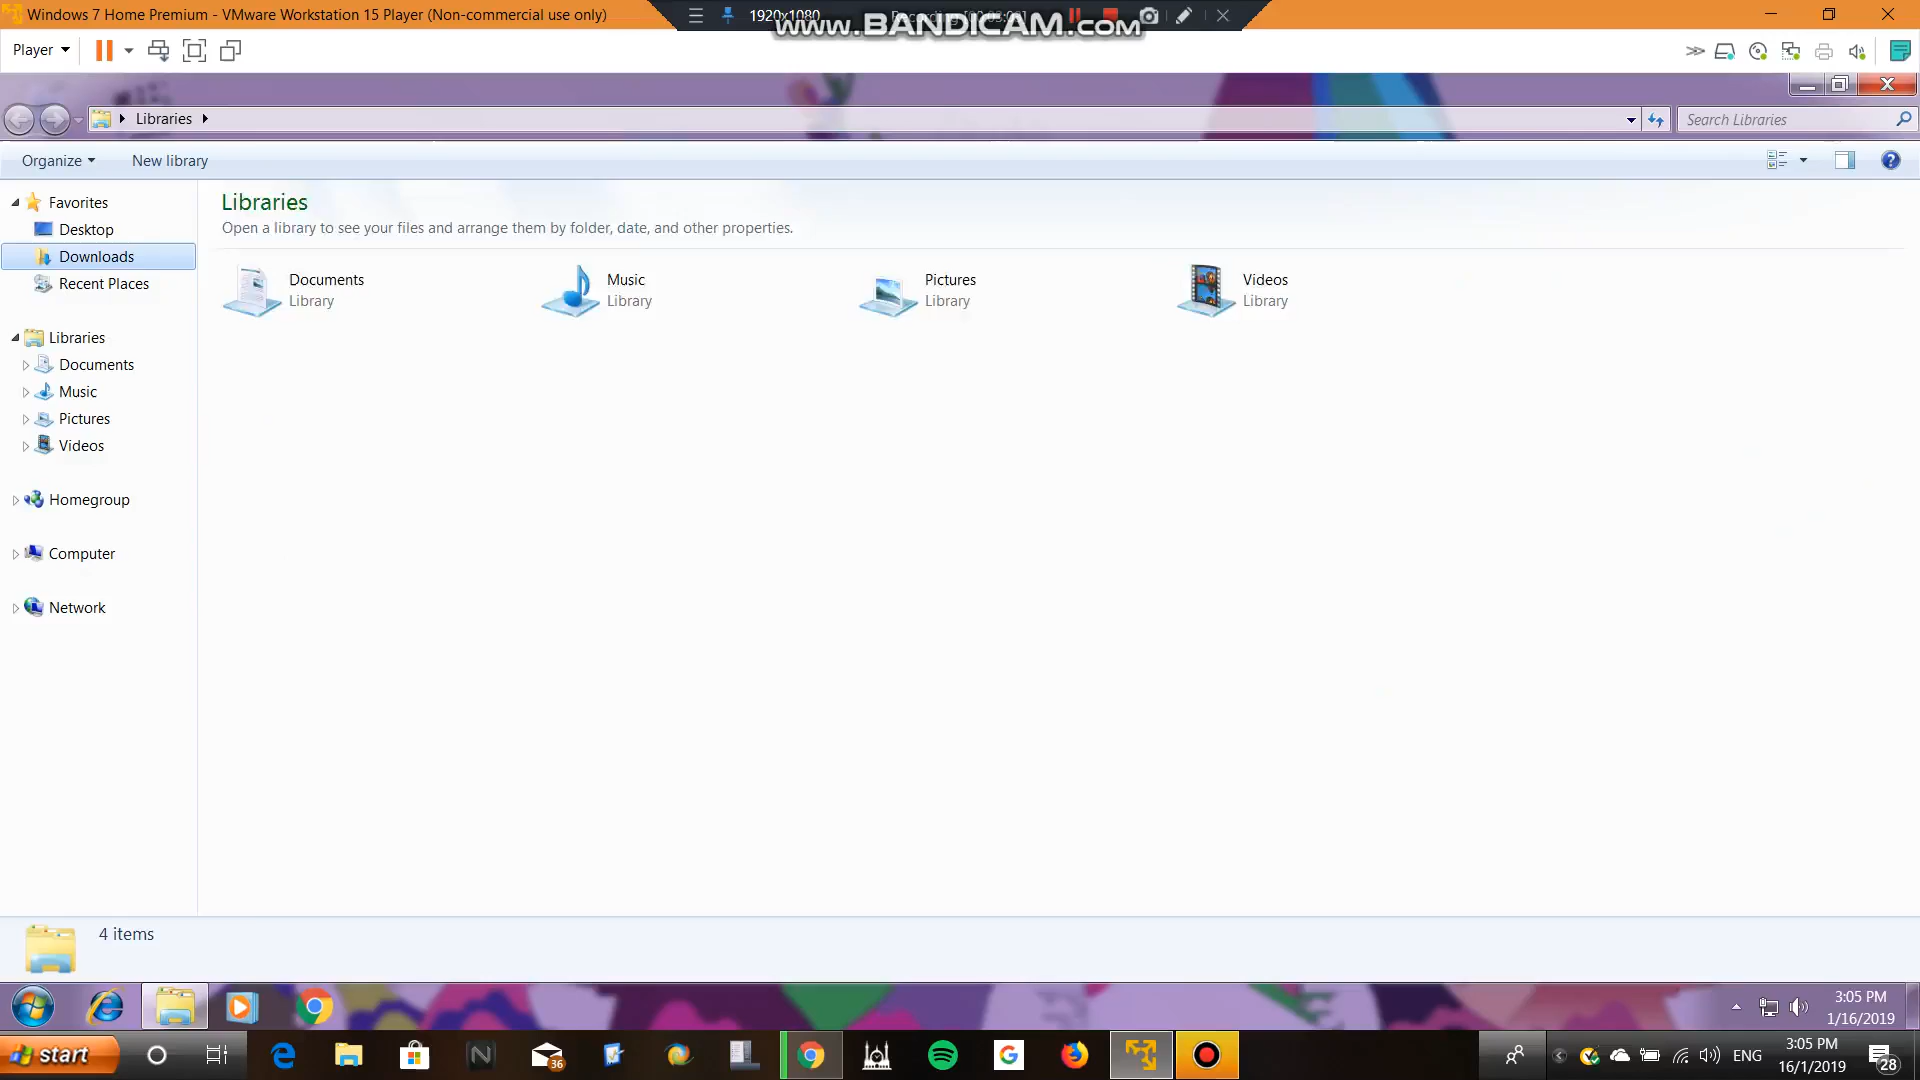 Windows 7 Home Premium - VMware Workstation 15 Player (Non-commercial use only)
1920x1080
www.BANDICAM.com
Player
Libraries
Search Libraries
Organize
New library
Favorites
Desktop
Downloads
Recent Places
Libraries
Documents
Music
Pictures
Videos
Homegroup
Computer
Network
Libraries
Open a library to see your files and arrange them by folder, date, and other properties.
Documents
Library
Music
Library
Pictures
Library
Videos
Library
4 items
3:05 PM
1/16/2019
start
36
ENG
3:05 PM
16/1/2019
28